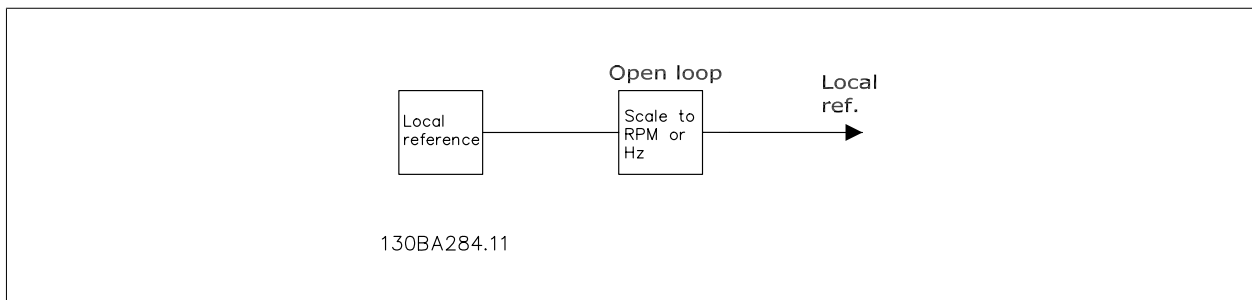 Open loop
Local
ref.
Local
reference
Scale to
RPM or
Hz
130BA284.11